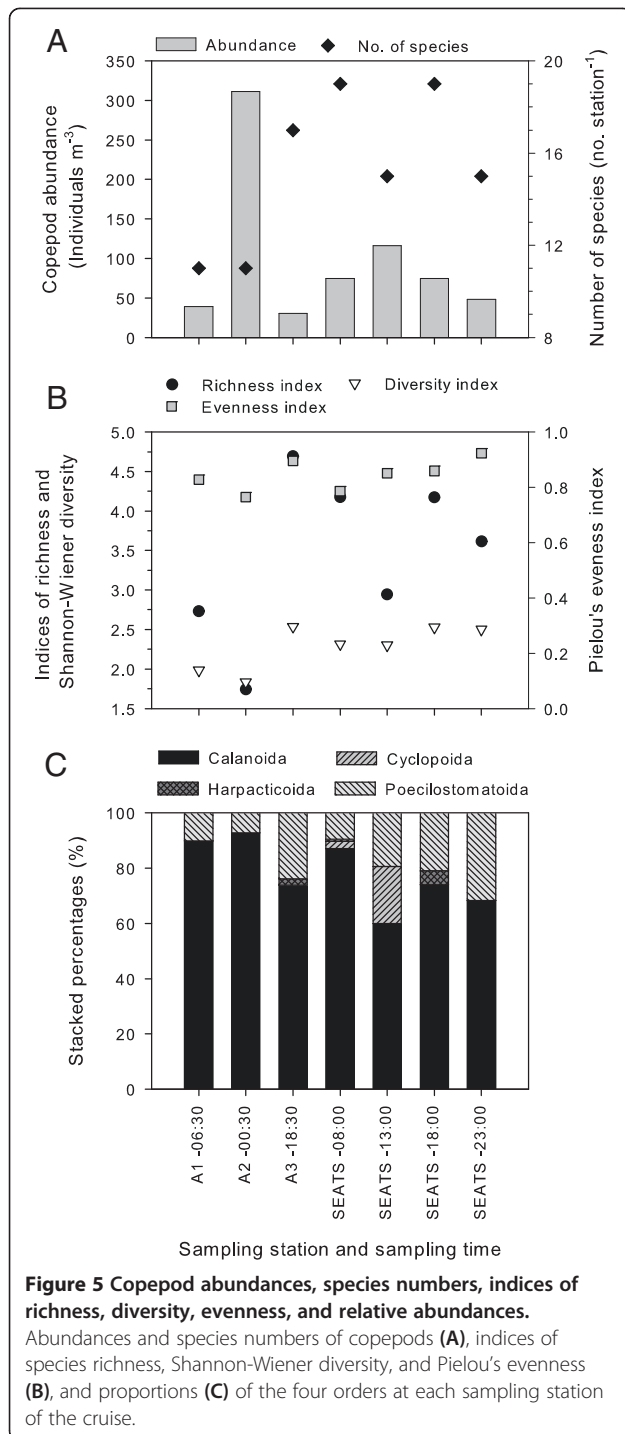 A
Abundance
No. of species
350
300
250
200
150
100
50
0
Copepod abundance
(Individuals m-3)
20
16
12
8
Number of species (no. station-1)
B
Richness index
Diversity index
Evenness index
5.0
4.5
4.0
3.5
3.0
2.5
2.0
1.5
Indices of richness and
Shannon-Wiener diversity
1.0
0.8
0.6
0.4
0.2
0.0
Pielou's eveness index
C
Calanoida
Cyclopoida
Harpacticoida
Poecilostomatoida
100
80
60
40
20
0
Stacked percentages (%)
A1 -06:30
A2 -00:30
A3 -18:30
SEATS -08:00
SEATS -13:00
SEATS -18:00
SEATS -23:00
Sampling station and sampling time
Figure 5 Copepod abundances, species numbers, indices of
richness, diversity, evenness, and relative abundances.
Abundances and species numbers of copepods (A), indices of
species richness, Shannon-Wiener diversity, and Pielou's evenness
(B), and proportions (C) of the four orders at each sampling station
of the cruise.